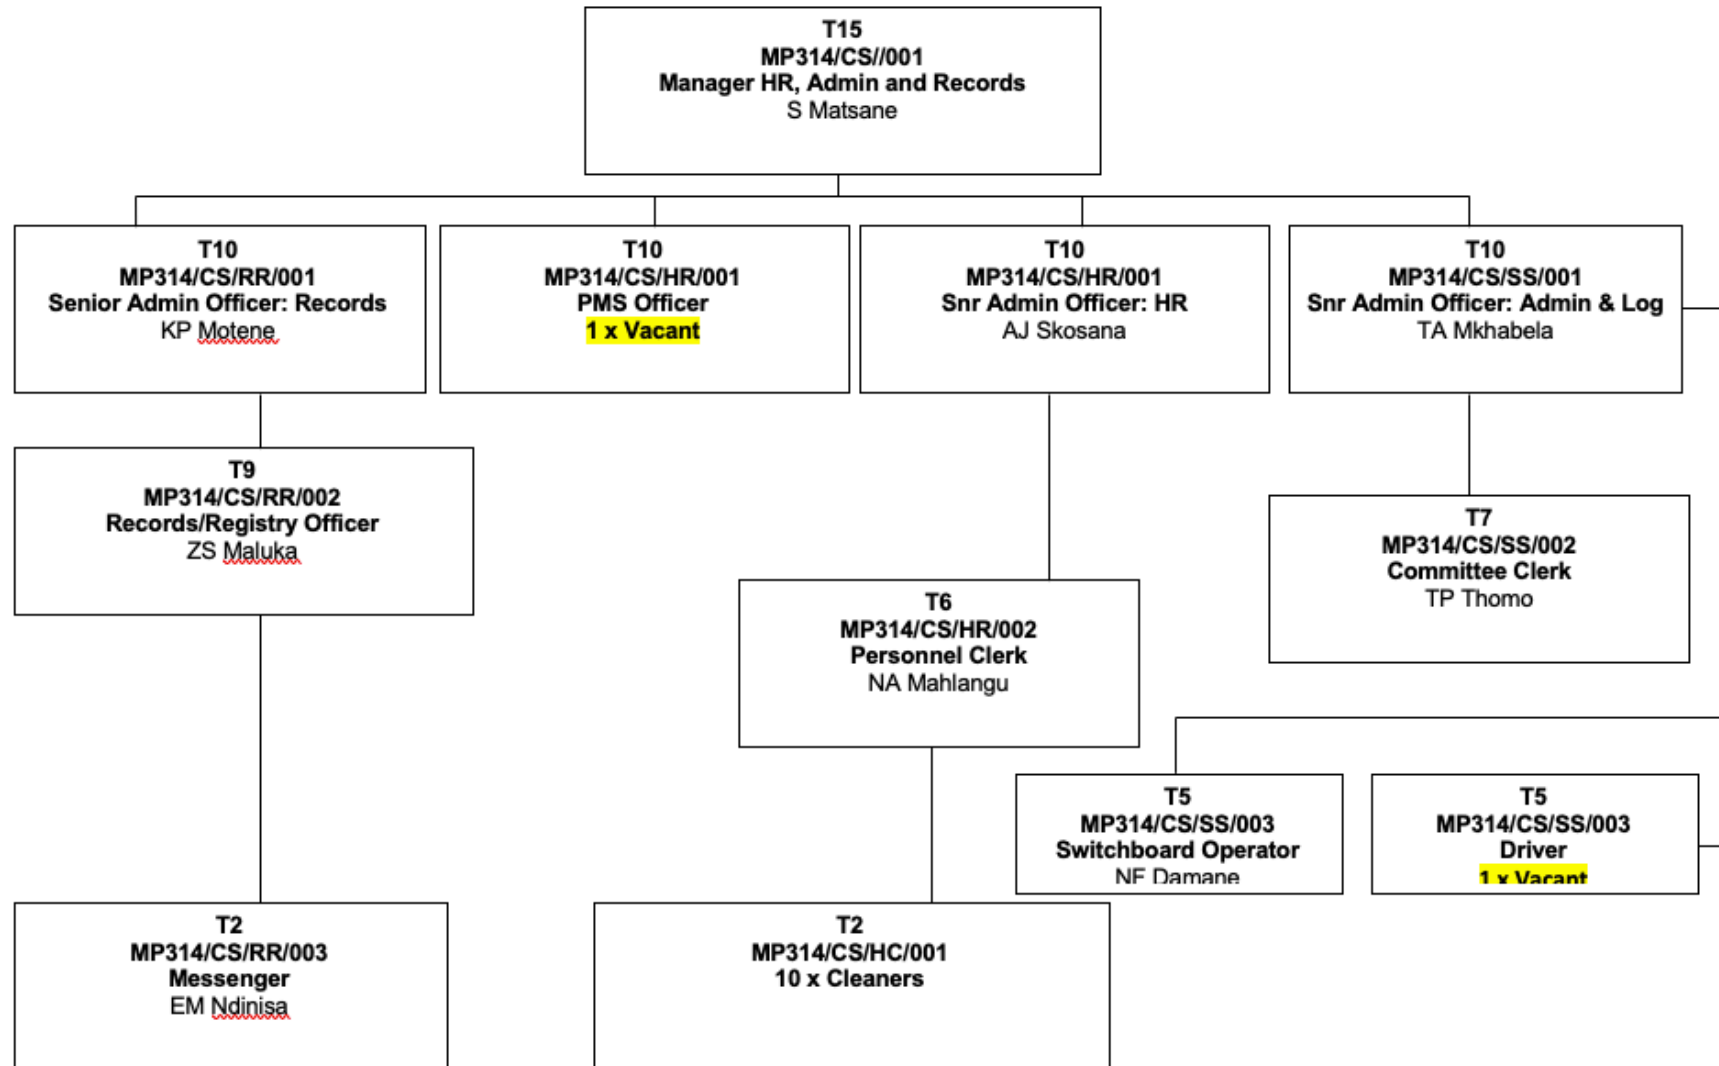 T15
MP314/CS//001
Manager HR, Admin and Records
S Matsane
T10
MP314/CS/RR/001
Senior Admin Officer: Records
KP Motene
T10
MP314/CS/HR/001
PMS Officer
1 x Vacant
T10
MP314/CS/HR/001
Snr Admin Officer: HR
AJ Skosana
T10
MP314/CS/SS/001
Snr Admin Officer: Admin & Log
TA Mkhabela
T9
MP314/CS/RR/002
Records/Registry Officer
ZS Maluka
T7
MP314/CS/SS/002
Committee Clerk
TP Thomo
T6
MP314/CS/HR/002
Personnel Clerk
NA Mahlangu
T5
MP314/CS/SS/003
Switchboard Operator
NF Damane
T5
MP314/CS/SS/003
Driver
1 x Vacant
T2
MP314/CS/RR/003
Messenger
EM Ndinisa
T2
MP314/CS/HC/001
10 x Cleaners